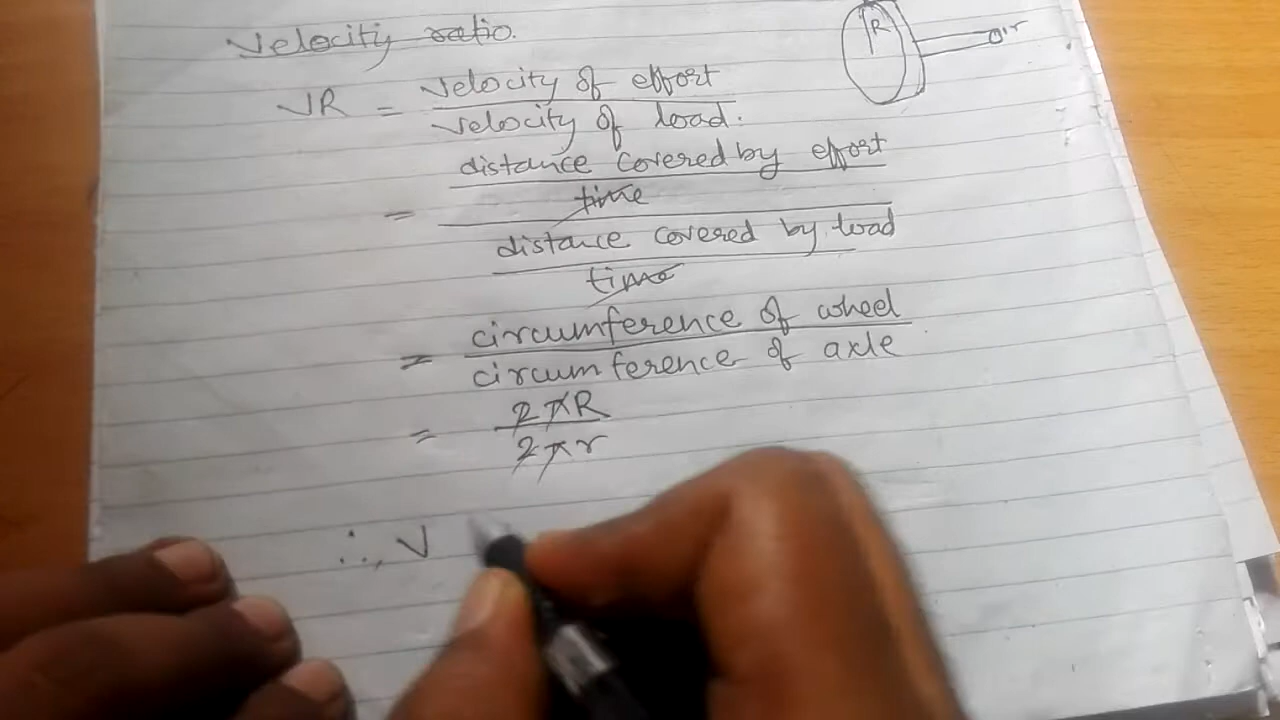 Velocity ratio.
R
r
VR = velocity of effort
velocity of load.
distance covered by effort
time
=
distance covered by load
time
= circumference of wheel
circumference of axle
= 2πR
2πr
∴, V